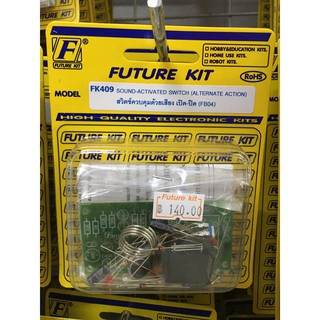 F
FUTURE KIT
FUTURE KIT
HOBBY&EDUCATION KITS.
HOME USE KITS.
ROBOT KITS.
RoHS
MODEL
FK409 SOUND-ACTIVATED SWITCH (ALTERNATE ACTION)
สวิตช์ควบคุมด้วยเสียง เปิด-ปิด (FB04)
HIGH QUALITY ELECTRONIC KITS
FUTURE KIT
FUTURE KIT
Future kit
฿ 140.00
F
FUTURE KIT